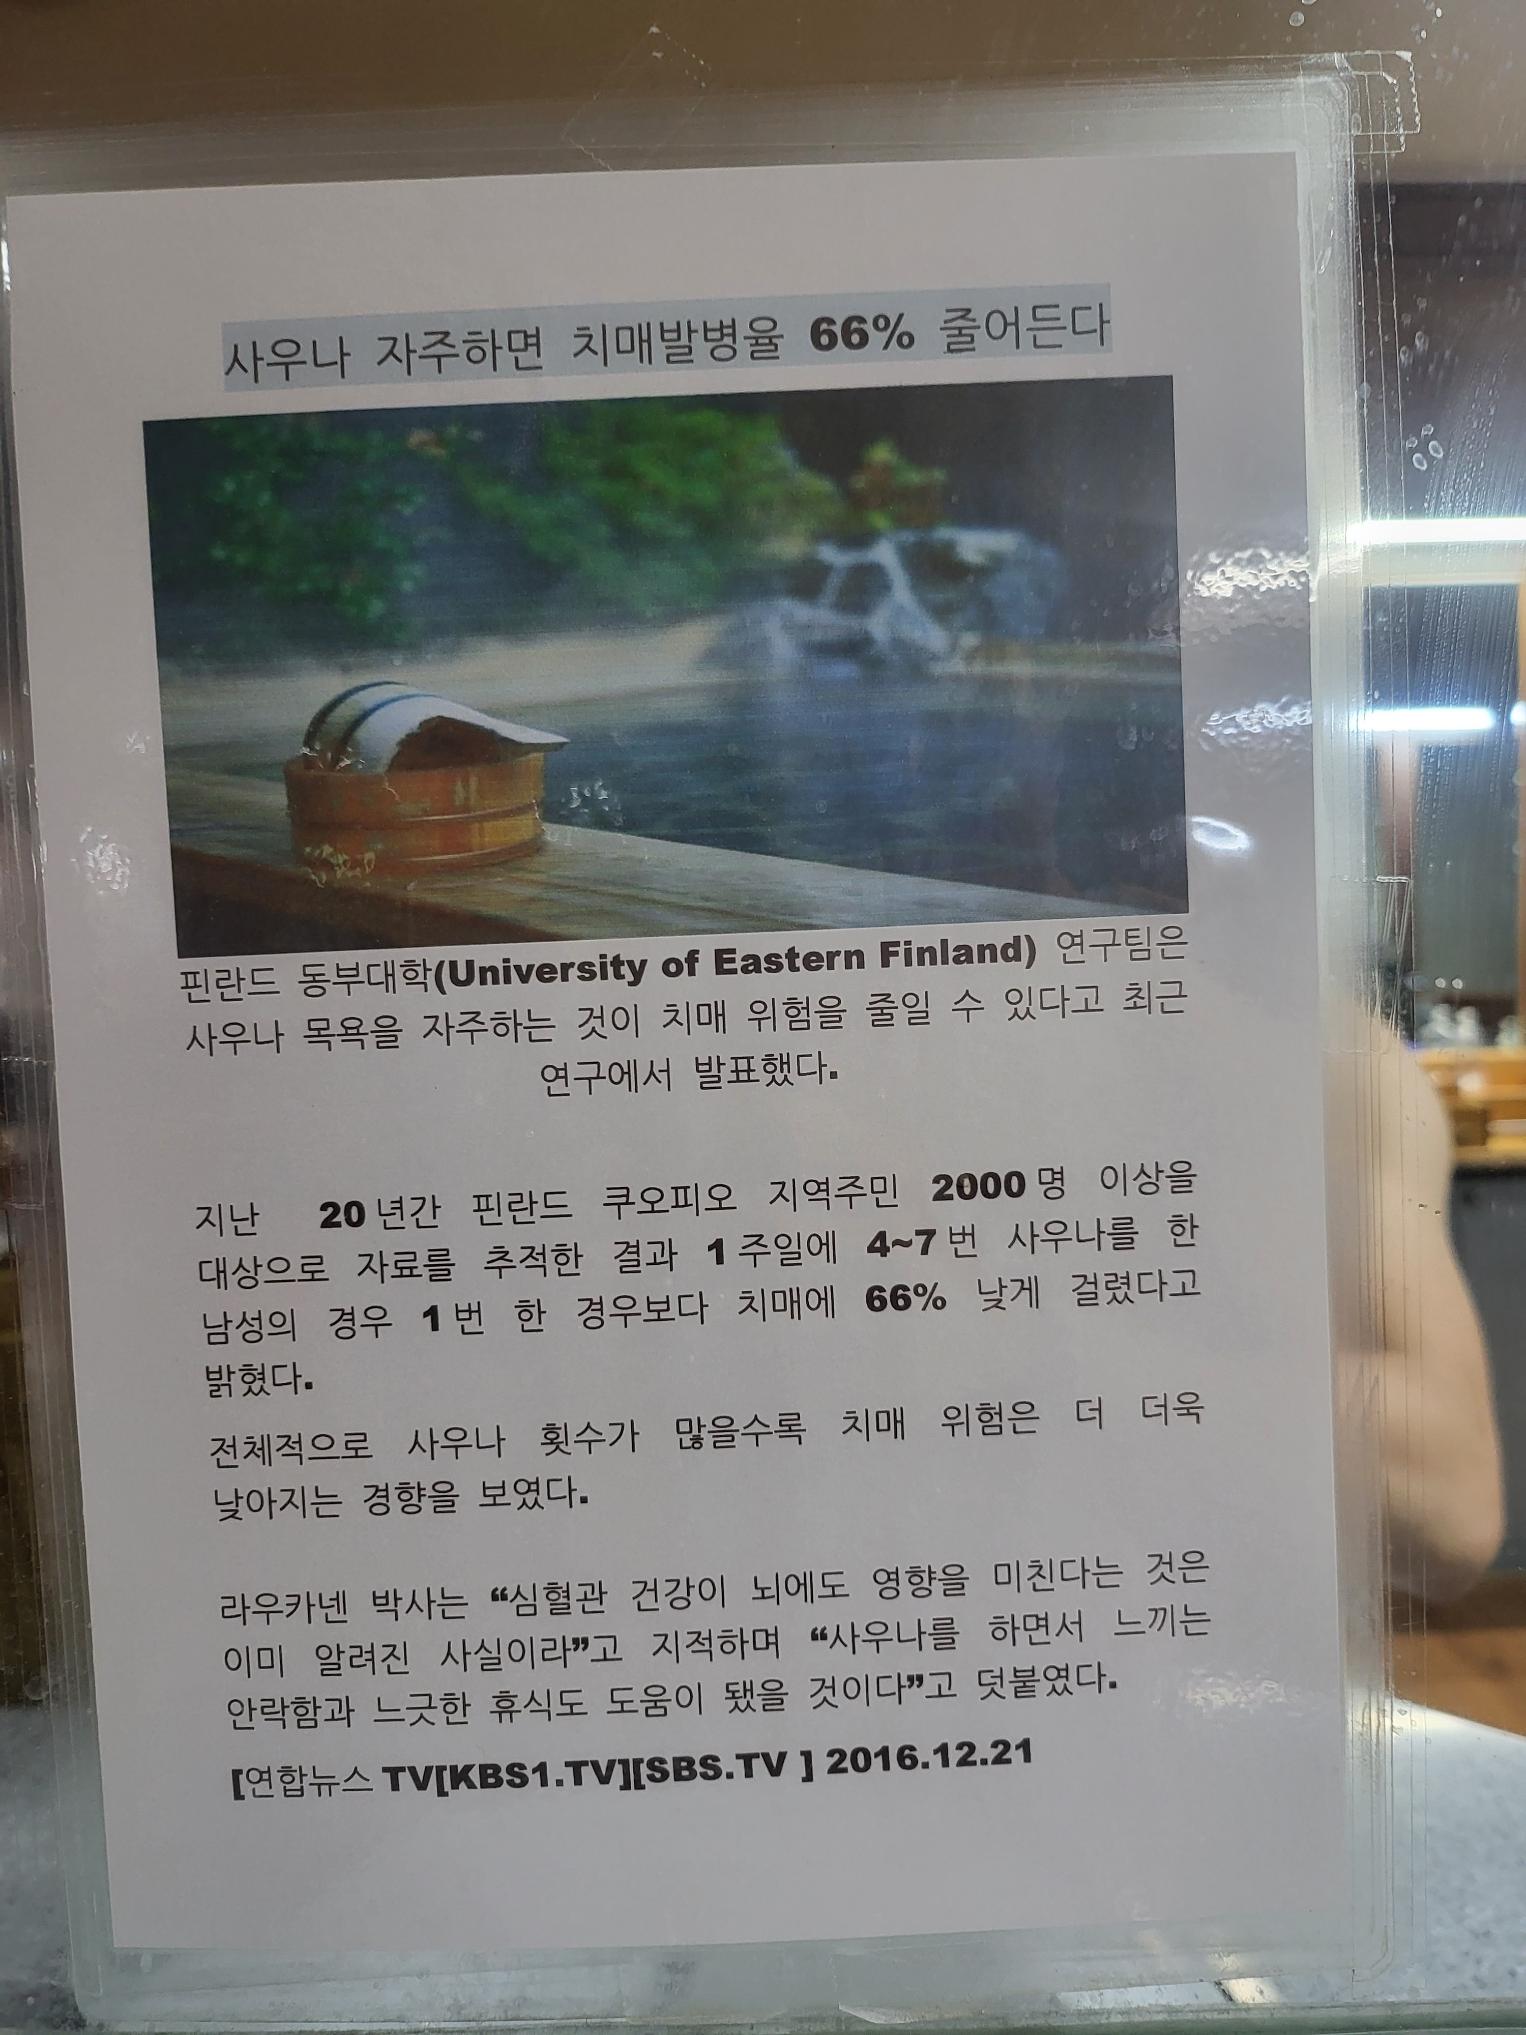 사우나 자주하면 치매발병율 66% 줄어든다
핀란드 동부대학(University of Eastern Finland) 연구팀은
사우나 목욕을 자주하는 것이 치매 위험을 줄일 수 있다고 최근
연구에서 발표했다.
지난 20년간 핀란드 쿠오피오 지역주민 2000명 이상을
대상으로 자료를 추적한 결과 1주일에 4~7번 사우나를 한
남성의 경우 1번 한 경우보다 치매에 66% 낮게 걸렸다고
밝혔다.
전체적으로 사우나 횟수가 많을수록 치매 위험은 더 더욱
낮아지는 경향을 보였다.
라우카넨 박사는 “심혈관 건강이 뇌에도 영향을 미친다는 것은
이미 알려진 사실이라”고 지적하며 “사우나를 하면서 느끼는
안락함과 느긋한 휴식도 도움이 됐을 것이다”고 덧붙였다.
[연합뉴스 TV[KBS1.TV][SBS.TV ] 2016.12.21